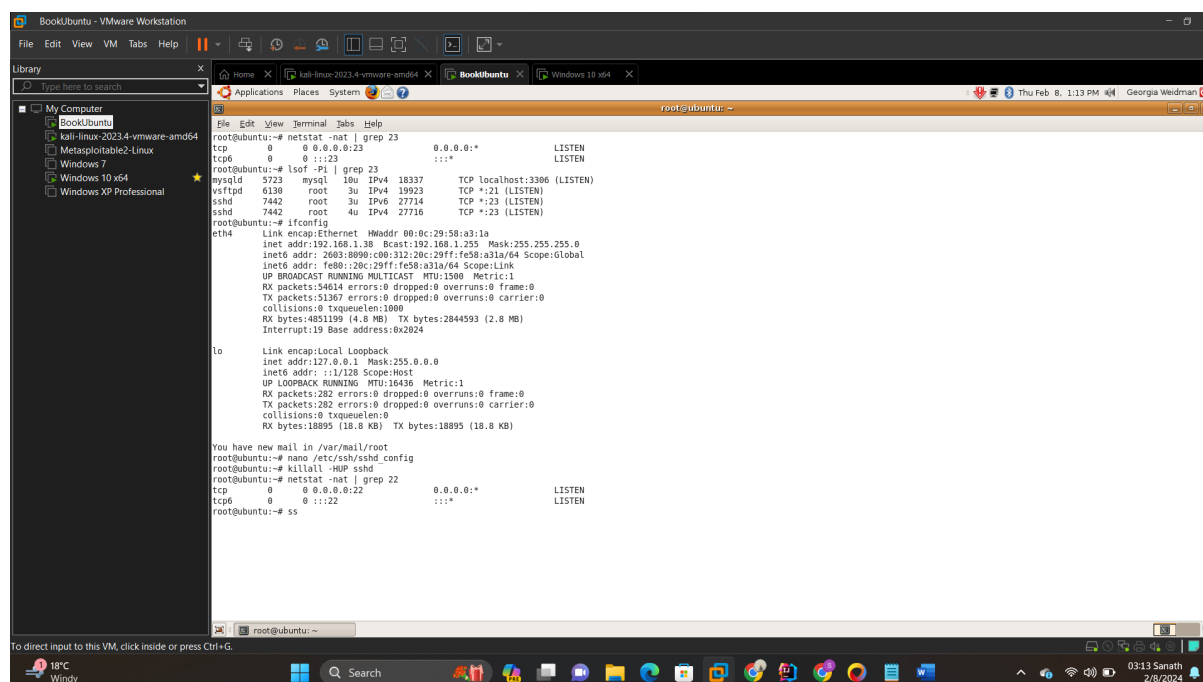 BookUbuntu - VMware Workstation
File Edit View VM Tabs Help
Library
Type here to search
My Computer
BookUbuntu
kali-linux-2023.4-vmware-amd64
Metasploitable2-Linux
Windows 7
Windows 10 x64
Windows XP Professional
Home kali-linux-2023.4-vmware-amd64 BookUbuntu Windows 10 x64
Applications Places System Thu Feb 8, 1:13 PM Georgia Weidman
root@ubuntu: ~
File Edit View Terminal Tabs Help
root@ubuntu:~# netstat -nat | grep 23
tcp 0 0 0.0.0.0:23 0.0.0.0:* LISTEN
tcp6 0 0 :::23 :::* LISTEN
root@ubuntu:~# lsof -Pi | grep 23
mysqld 5723 mysql 10u IPv4 18337 TCP localhost:3306 (LISTEN)
vsftpd 6130 root 3u IPv4 19923 TCP *:21 (LISTEN)
sshd 7442 root 3u IPv6 27714 TCP *:23 (LISTEN)
sshd 7442 root 4u IPv4 27716 TCP *:23 (LISTEN)
root@ubuntu:~# ifconfig
eth4 Link encap:Ethernet HWaddr 00:0c:29:58:a3:1a
inet addr:192.168.1.38 Bcast:192.168.1.255 Mask:255.255.255.0
inet6 addr: 2603:8090:c00:312:20c:29ff:fe58:a31a/64 Scope:Global
inet6 addr: fe80::20c:29ff:fe58:a31a/64 Scope:Link
UP BROADCAST RUNNING MULTICAST MTU:1500 Metric:1
RX packets:54614 errors:0 dropped:0 overruns:0 frame:0
TX packets:51367 errors:0 dropped:0 overruns:0 carrier:0
collisions:0 txqueuelen:1000
RX bytes:4851199 (4.8 MB) TX bytes:2844593 (2.8 MB)
Interrupt:19 Base address:0x2024
lo Link encap:Local Loopback
inet addr:127.0.0.1 Mask:255.0.0.0
inet6 addr: ::1/128 Scope:Host
UP LOOPBACK RUNNING MTU:16436 Metric:1
RX packets:282 errors:0 dropped:0 overruns:0 frame:0
TX packets:282 errors:0 dropped:0 overruns:0 carrier:0
collisions:0 txqueuelen:0
RX bytes:18895 (18.8 KB) TX bytes:18895 (18.8 KB)
You have new mail in /var/mail/root
root@ubuntu:~# nano /etc/ssh/sshd_config
root@ubuntu:~# killall -HUP sshd
root@ubuntu:~# netstat -nat | grep 22
tcp 0 0 0.0.0.0:22 0.0.0.0:* LISTEN
tcp6 0 0 :::22 :::* LISTEN
root@ubuntu:~# ss
root@ubuntu: ~
To direct input to this VM, click inside or press Ctrl+G.
1 18°C
Windy
Search
03:13 Sanath
2/8/2024